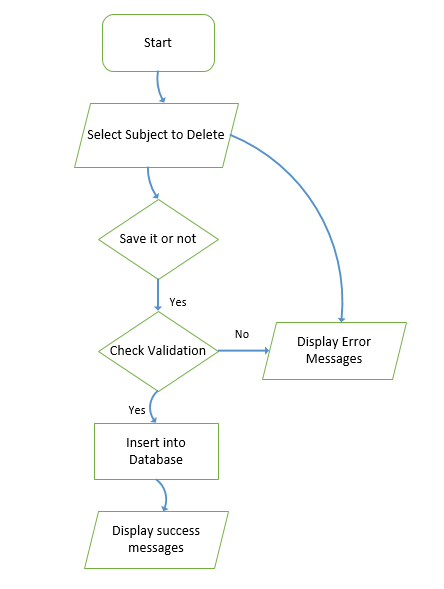 Start
Select Subject to Delete
Save it or not
Yes
Check Validation
No
Display Error
Messages
Yes
Insert into
Database
Display success
messages